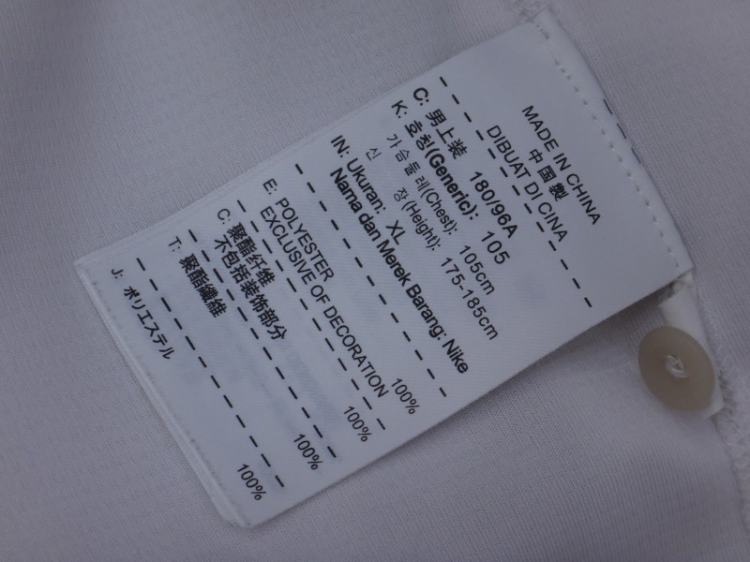 MADE IN CHINA
中国製
DIBUAT DI CINA
C: 男上装 180/96A
K: 호칭(Generic): 105
가슴둘레(Chest): 105cm
신 장(Height): 175-185cm
IN: Ukuran: XL
Nama dan Merek Barang: Nike
E: POLYESTER 100%
EXCLUSIVE OF DECORATION
C: 聚酯纤维 100%
不包括装饰部分
T: 聚酯纖維 100%
J: ポリエステル 100%